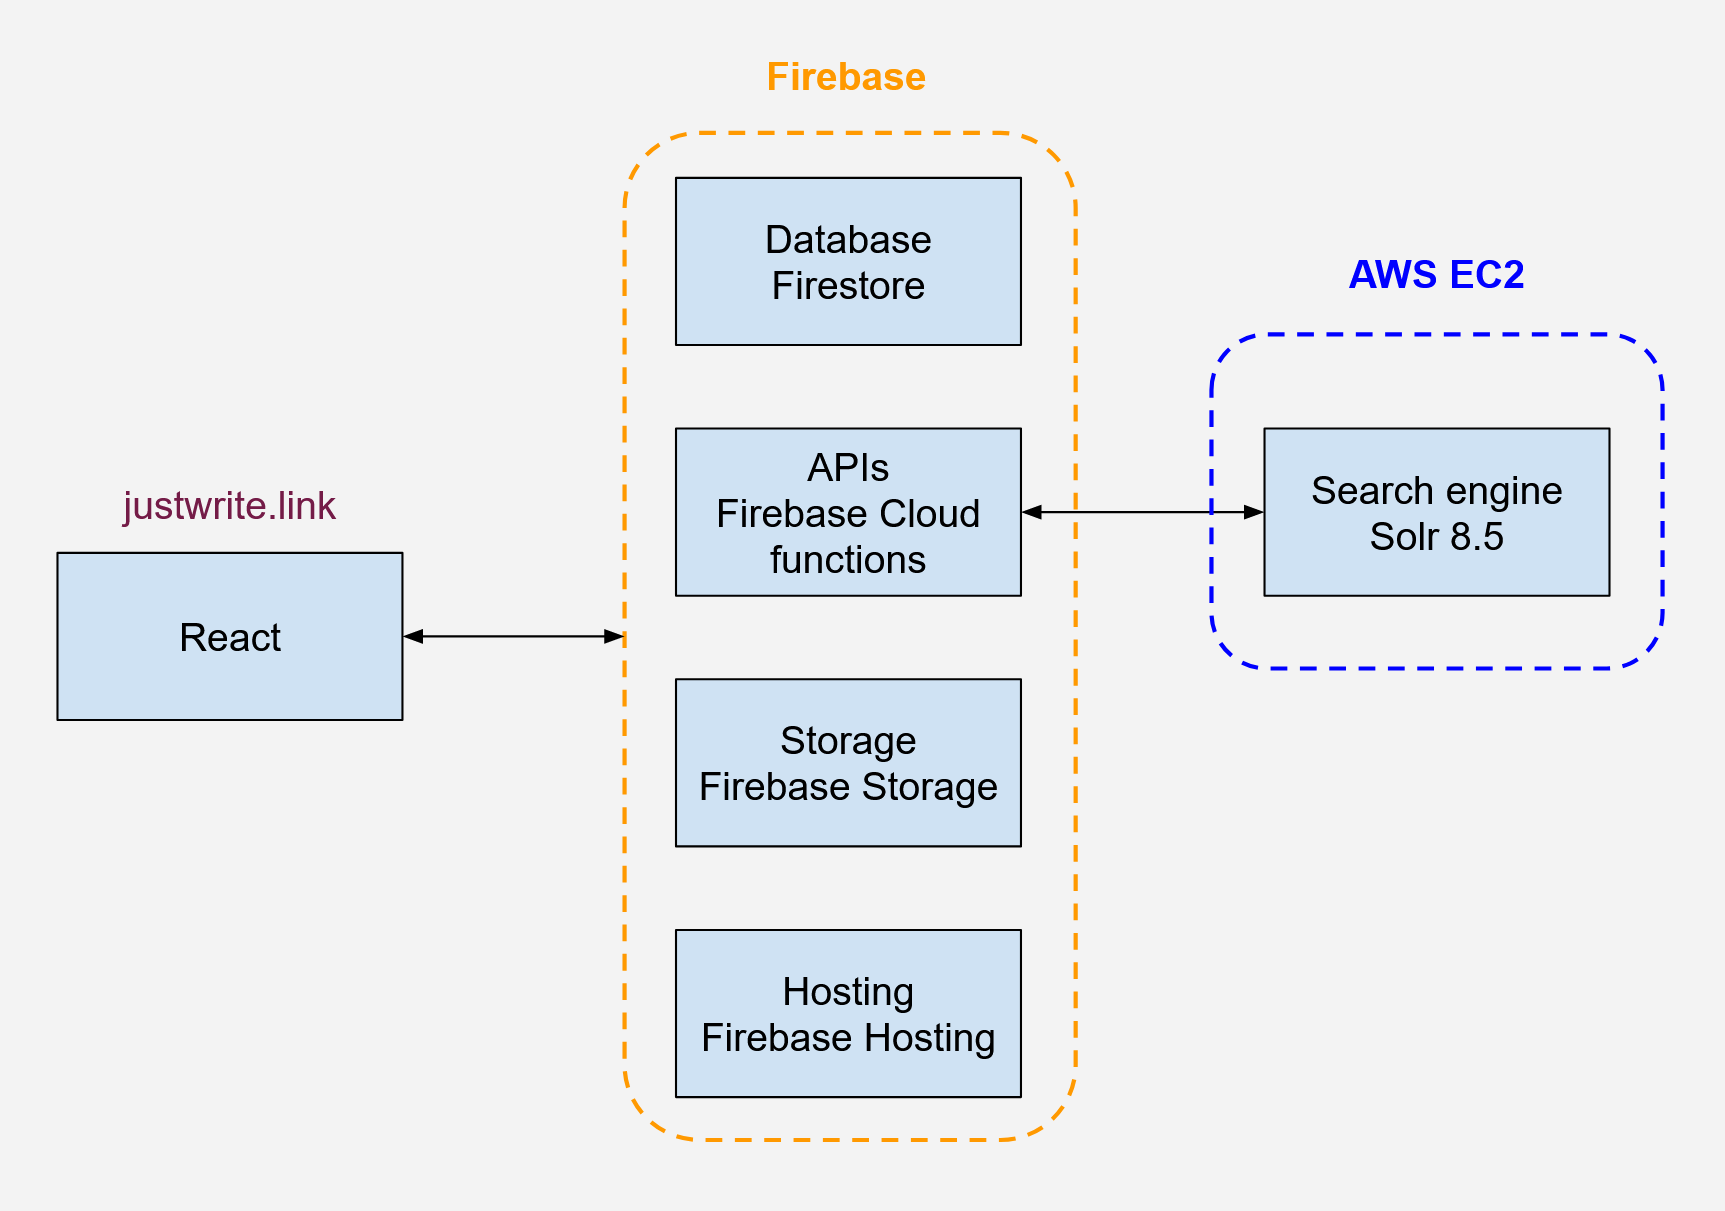 Firebase
Database
Firestore
AWS EC2
APIs
Firebase Cloud
functions
Search engine
Solr 8.5
justwrite.link
React
Storage
Firebase Storage
Hosting
Firebase Hosting